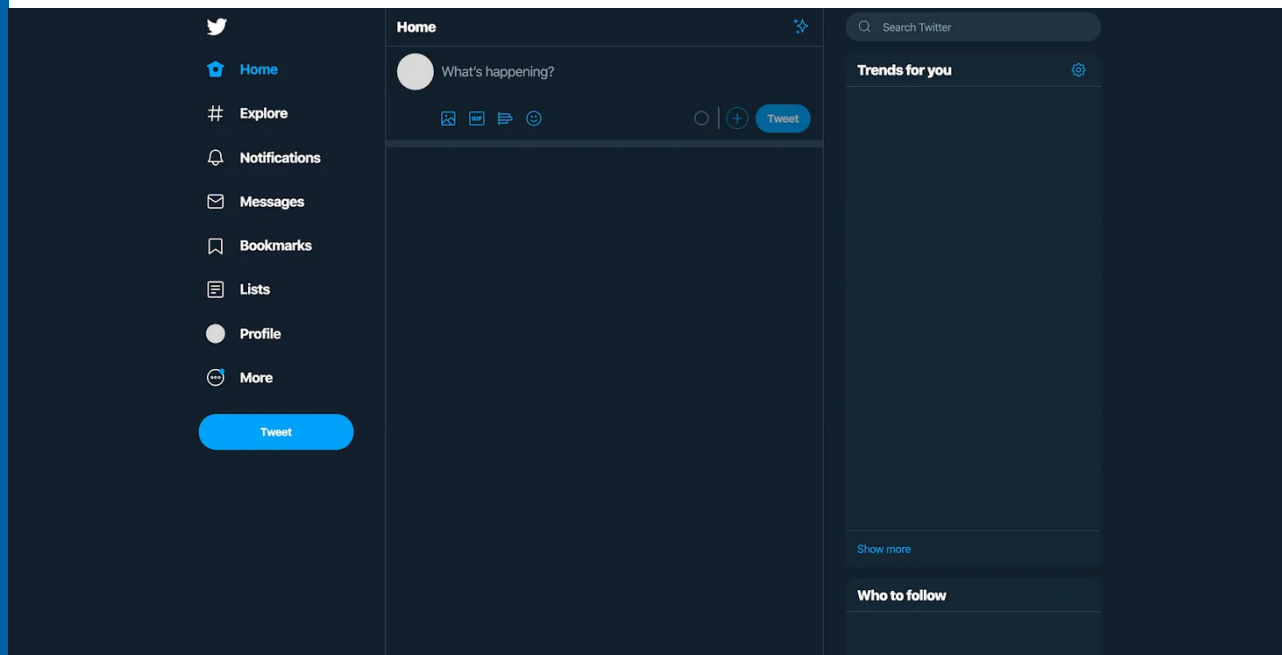 Home
Explore
Notifications
Messages
Bookmarks
Lists
Profile
More
Tweet
Home
What's happening?
GIF
Tweet
Search Twitter
Trends for you
Show more
Who to follow